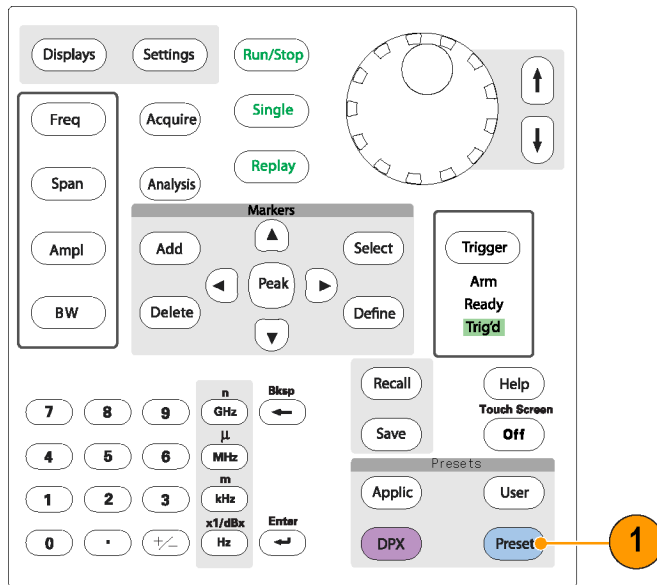 Displays Settings Run/Stop
Freq Acquire Single
Span Analysis Replay
Markers
Ampl Add Select Trigger
Peak
Arm
Ready
BW Delete Define Trig'd
Recall Help
Touch Screen
Save Off
n Bksp
7 8 9 GHz
µ
4 5 6 MHz
m
1 2 3 kHz
x1/dBx Enter
0 . +/− Hz
Presets
Applic User
DPX Preset 1